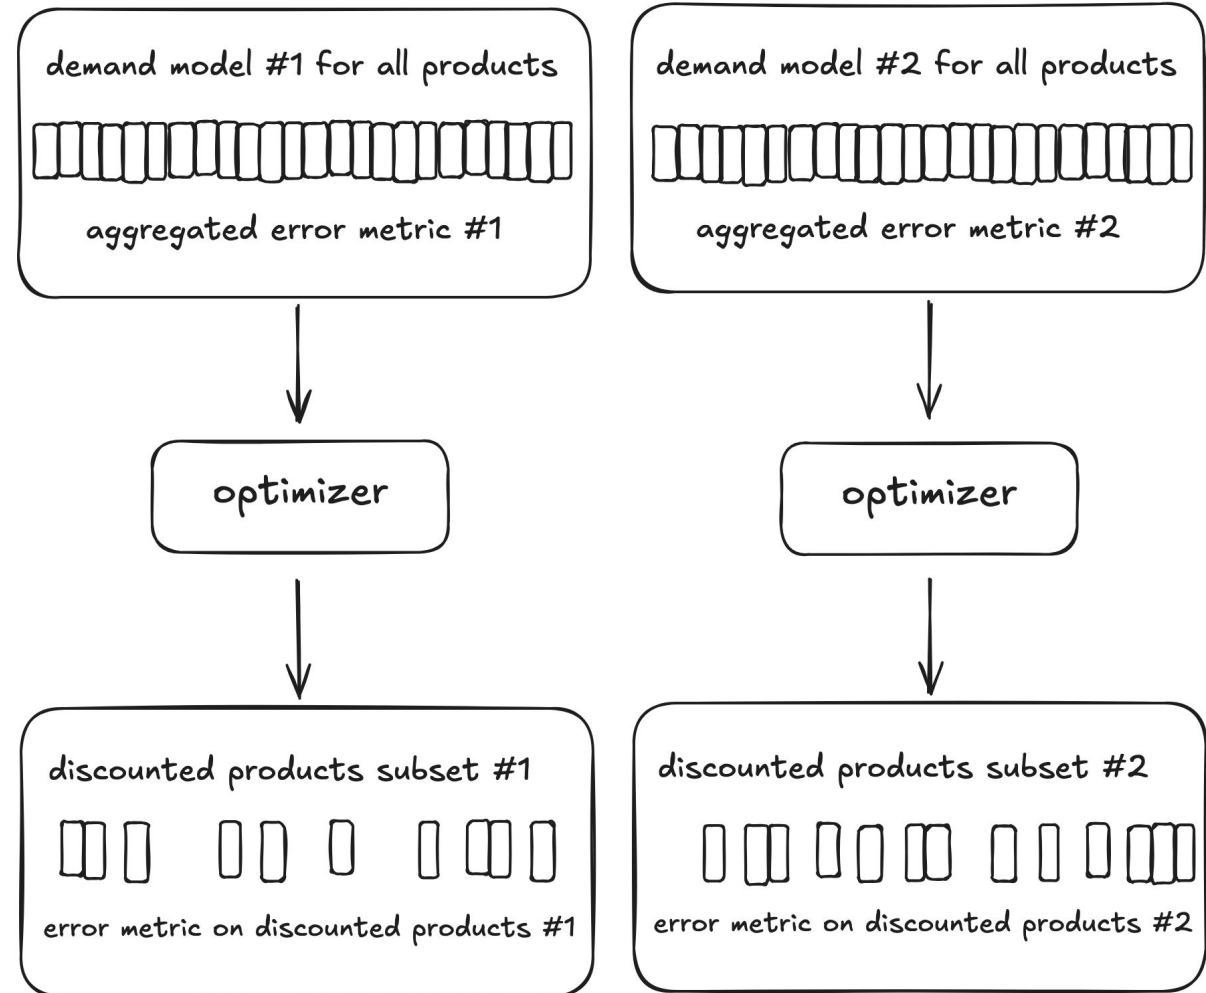 demand model #1 for all products
aggregated error metric #1
optimizer
discounted products subset #1
error metric on discounted products #1
demand model #2 for all products
aggregated error metric #2
optimizer
discounted products subset #2
error metric on discounted products #2